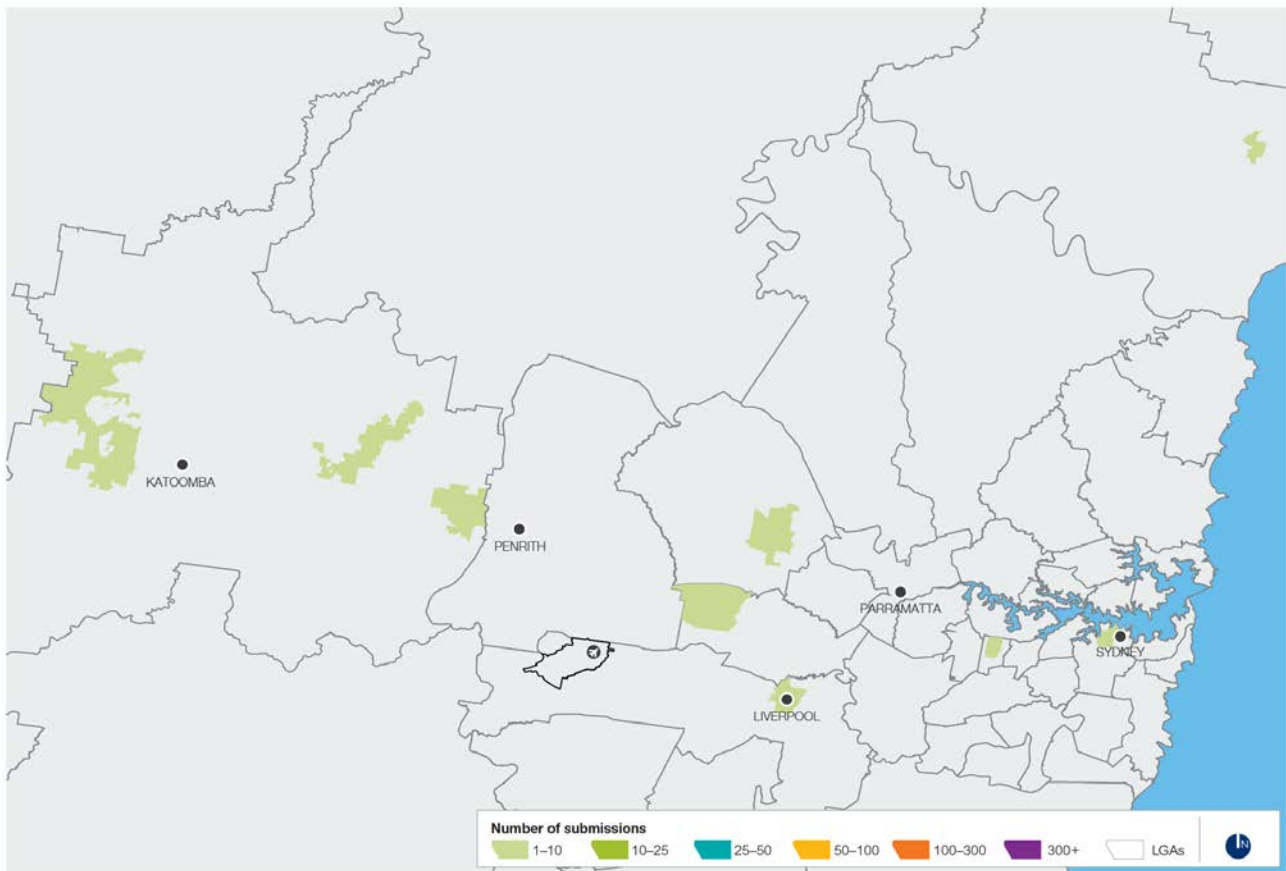 KATOOMBA
PENRITH
PARRAMATTA
SYDNEY
LIVERPOOL
Number of submissions
1–10
10–25
25–50
50–100
100–300
300+
LGAs
N